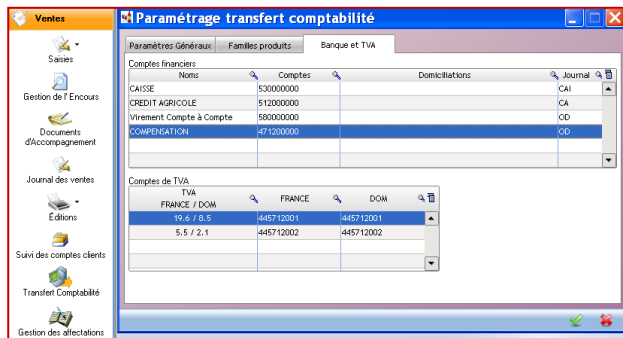 Ventes
Saisies
Gestion de l'Encours
Documents
d'Accompagnement
Journal des ventes
Éditions
Suivi des comptes clients
Transfert Comptabilité
Gestion des affectations
Paramétrage transfert comptabilité
Paramètres Généraux Familles produits Banque et TVA
Comptes financiers
Noms Comptes Domiciliations Journal
CAISSE 530000000 CAI
CREDIT AGRICOLE 512000000 CA
Virement Compte à Compte 580000000 OD
COMPENSATION 471200000 OD
Comptes de TVA
TVA
FRANCE / DOM FRANCE DOM
19.6 / 8.5 445712001 445712001
5.5 / 2.1 445712002 445712002